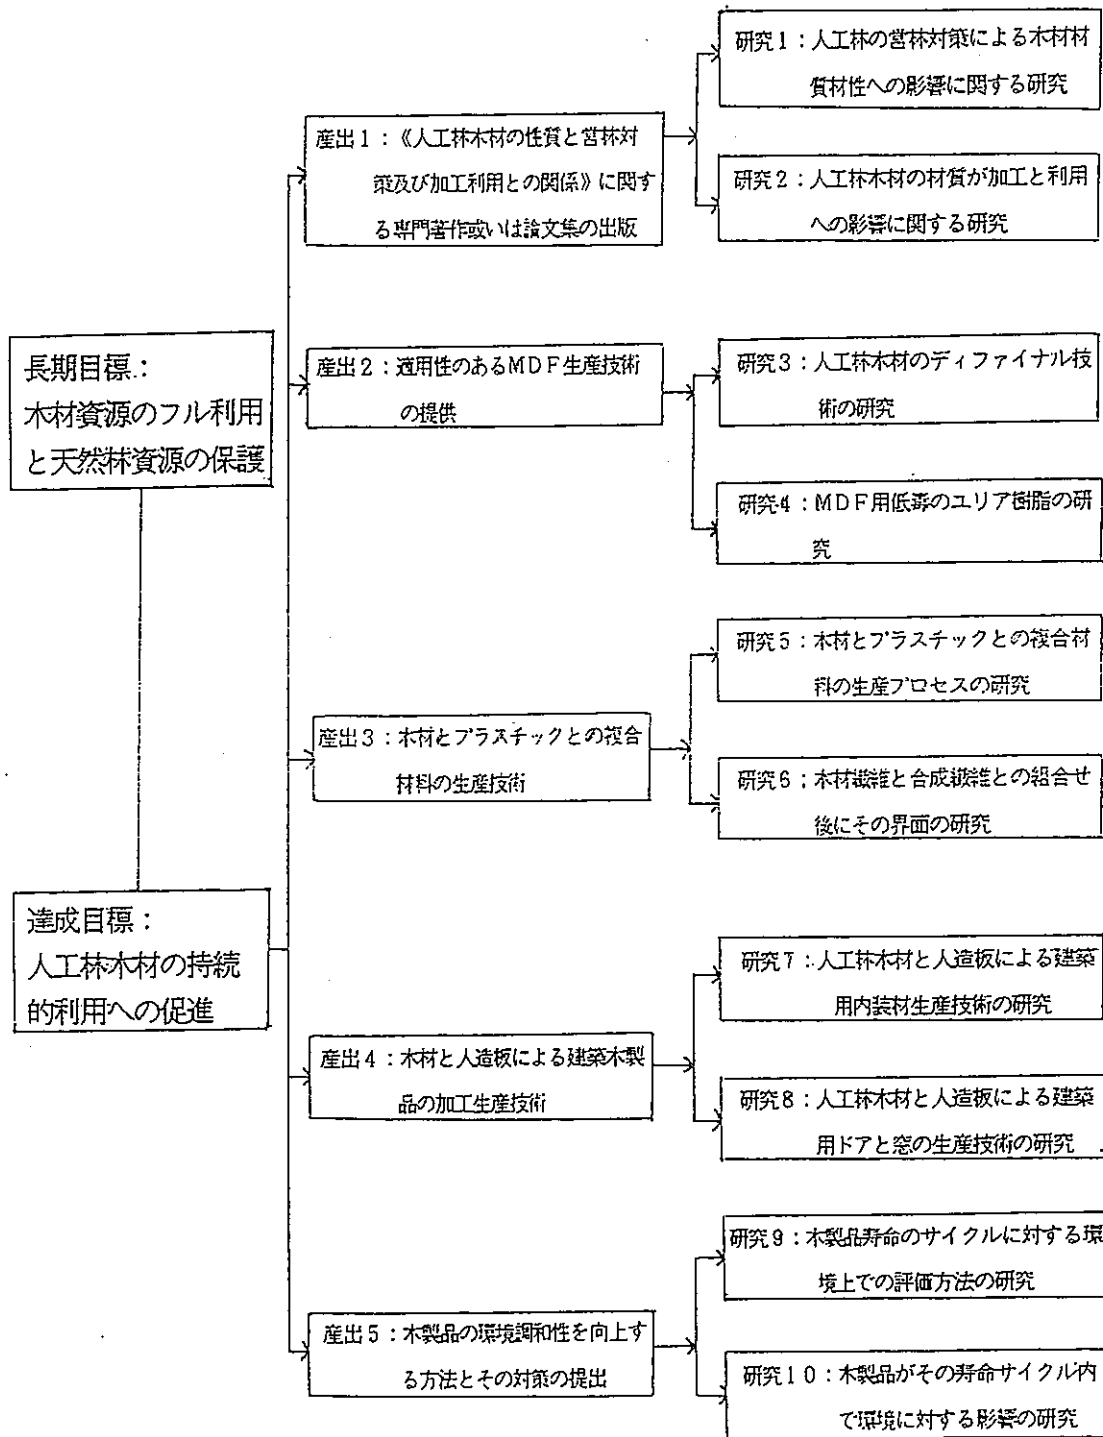 長期目標:
木材資源のフル利用
と天然林資源の保護
達成目標:
人工林木材の持続
的利用への促進
産出1:《人工林木材の性質と営林対
策及び加工利用との関係》に関す
る専門著作或いは論文集の出版
研究1:人工林の営林対策による木材材
質材性への影響に関する研究
研究2:人工林木材の材質が加工と利用
への影響に関する研究
産出2:適用性のあるMDF生産技術
の提供
研究3:人工林木材のディファイナル技
術の研究
研究4:MDF用低毒のユリア樹脂の研
究
産出3:木材とプラスチックとの複合
材料の生産技術
研究5:木材とプラスチックとの複合材
料の生産プロセスの研究
研究6:木材繊維と合成繊維との組合せ
後にその界面の研究
産出4:木材と人造板による建築木製
品の加工生産技術
研究7:人工林木材と人造板による建築
用内装材生産技術の研究
研究8:人工林木材と人造板による建築
用ドアと窓の生産技術の研究
産出5:木製品の環境調和性を向上す
る方法とその対策の提出
研究9:木製品寿命のサイクルに対する環
境上での評価方法の研究
研究10:木製品がその寿命サイクル内
で環境に対する影響の研究